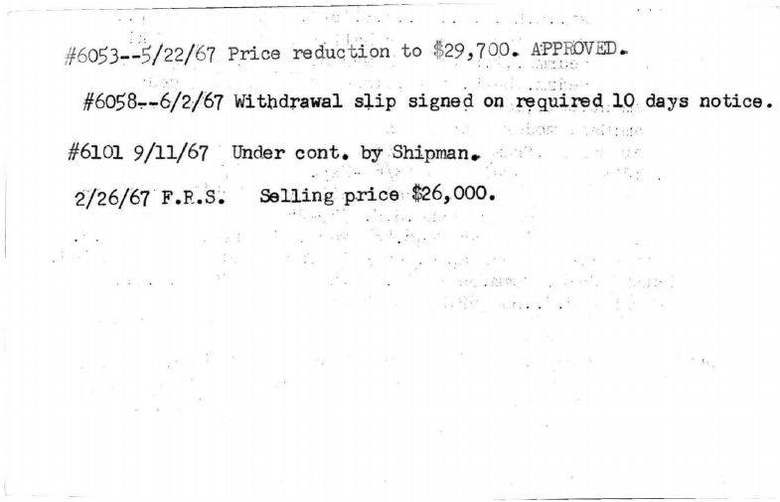 #6053--5/22/67 Price reduction to $29,700. APPROVED.
#6058--6/2/67 Withdrawal slip signed on required 10 days notice.
#6101 9/11/67 Under cont. by Shipman.
2/26/67 F.R.S. Selling price $26,000.